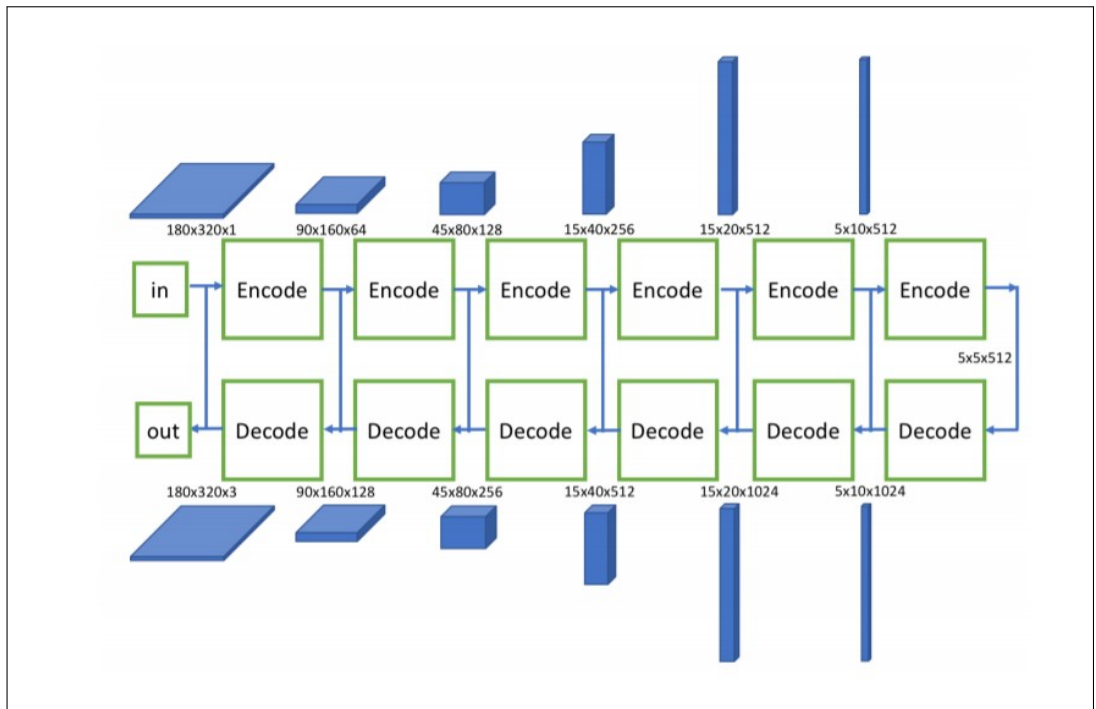 180x320x1 90x160x64 45x80x128 15x40x256 15x20x512 5x10x512
in Encode Encode Encode Encode Encode Encode
5x5x512
out Decode Decode Decode Decode Decode Decode
180x320x3 90x160x128 45x80x256 15x40x512 15x20x1024 5x10x1024